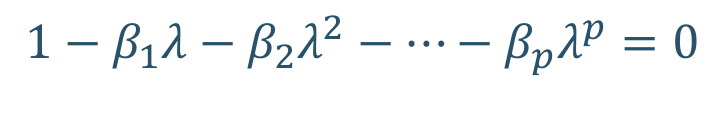 1 − β₁λ − β₂λ² − ⋯ − βₚλᵖ = 0